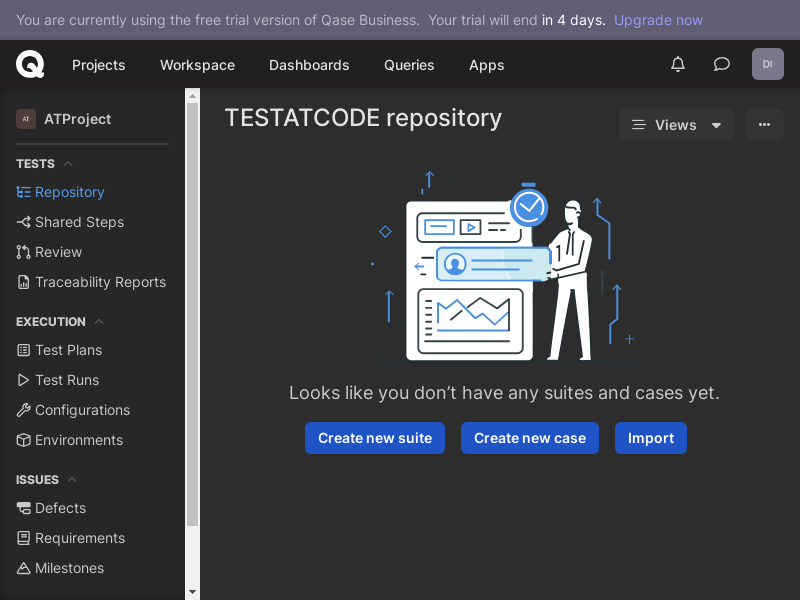 You are currently using the free trial version of Qase Business. Your trial will end in 4 days. Upgrade now
Projects Workspace Dashboards Queries Apps DI
AT ATProject
TESTS
Repository
Shared Steps
Review
Traceability Reports
EXECUTION
Test Plans
Test Runs
Configurations
Environments
ISSUES
Defects
Requirements
Milestones
TESTATCODE repository
Views
Looks like you don’t have any suites and cases yet.
Create new suite Create new case Import